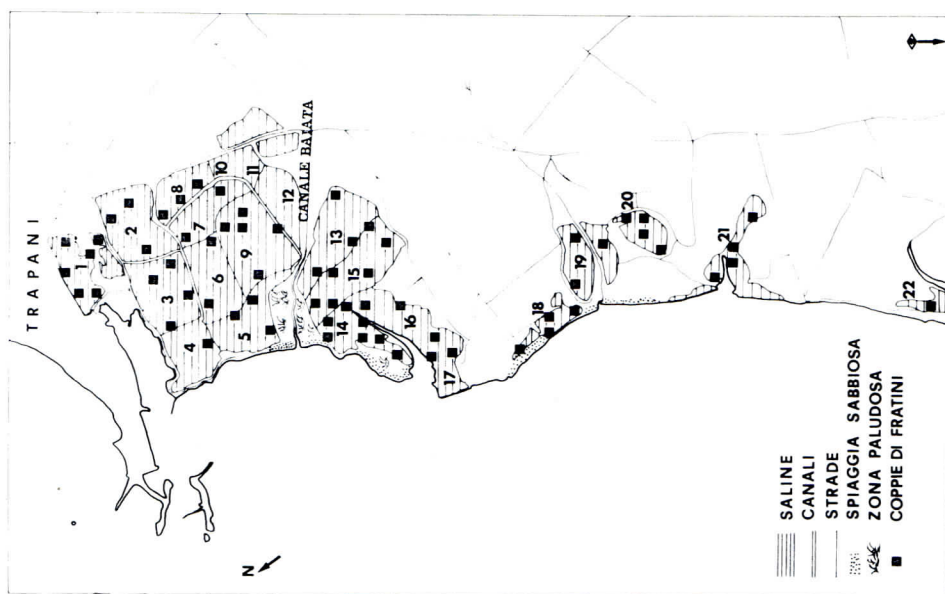 TRAPANI
1
2
3
4
5
6
7
8
9
10
11
12
CANALE BAIATA
13
14
15
16
17
18
19
20
21
22
N
SALINE
CANALI
STRADE
SPIAGGIA SABBIOSA
ZONA PALUDOSA
COPPIE DI FRATINI